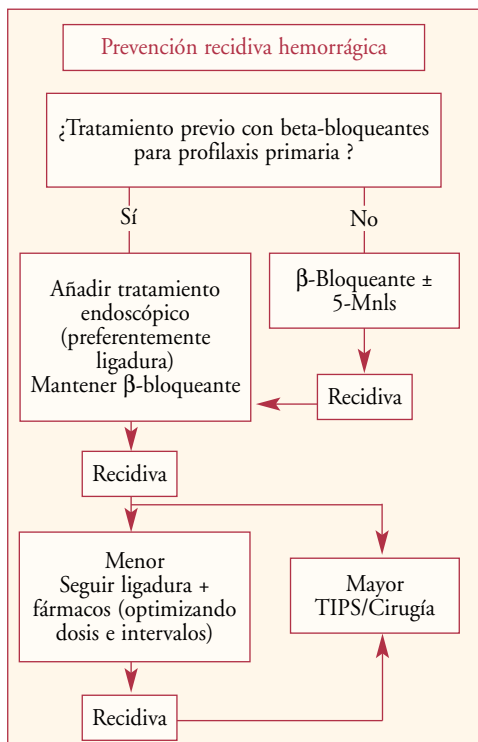 Prevención recidiva hemorrágica
¿Tratamiento previo con beta-bloqueantes
para profilaxis primaria ?
Sí
No
Añadir tratamiento
endoscópico
(preferentemente
ligadura)
Mantener β-bloqueante
β-Bloqueante ±
5-Mnls
Recidiva
Recidiva
Menor
Seguir ligadura +
fármacos (optimizando
dosis e intervalos)
Mayor
TIPS/Cirugía
Recidiva